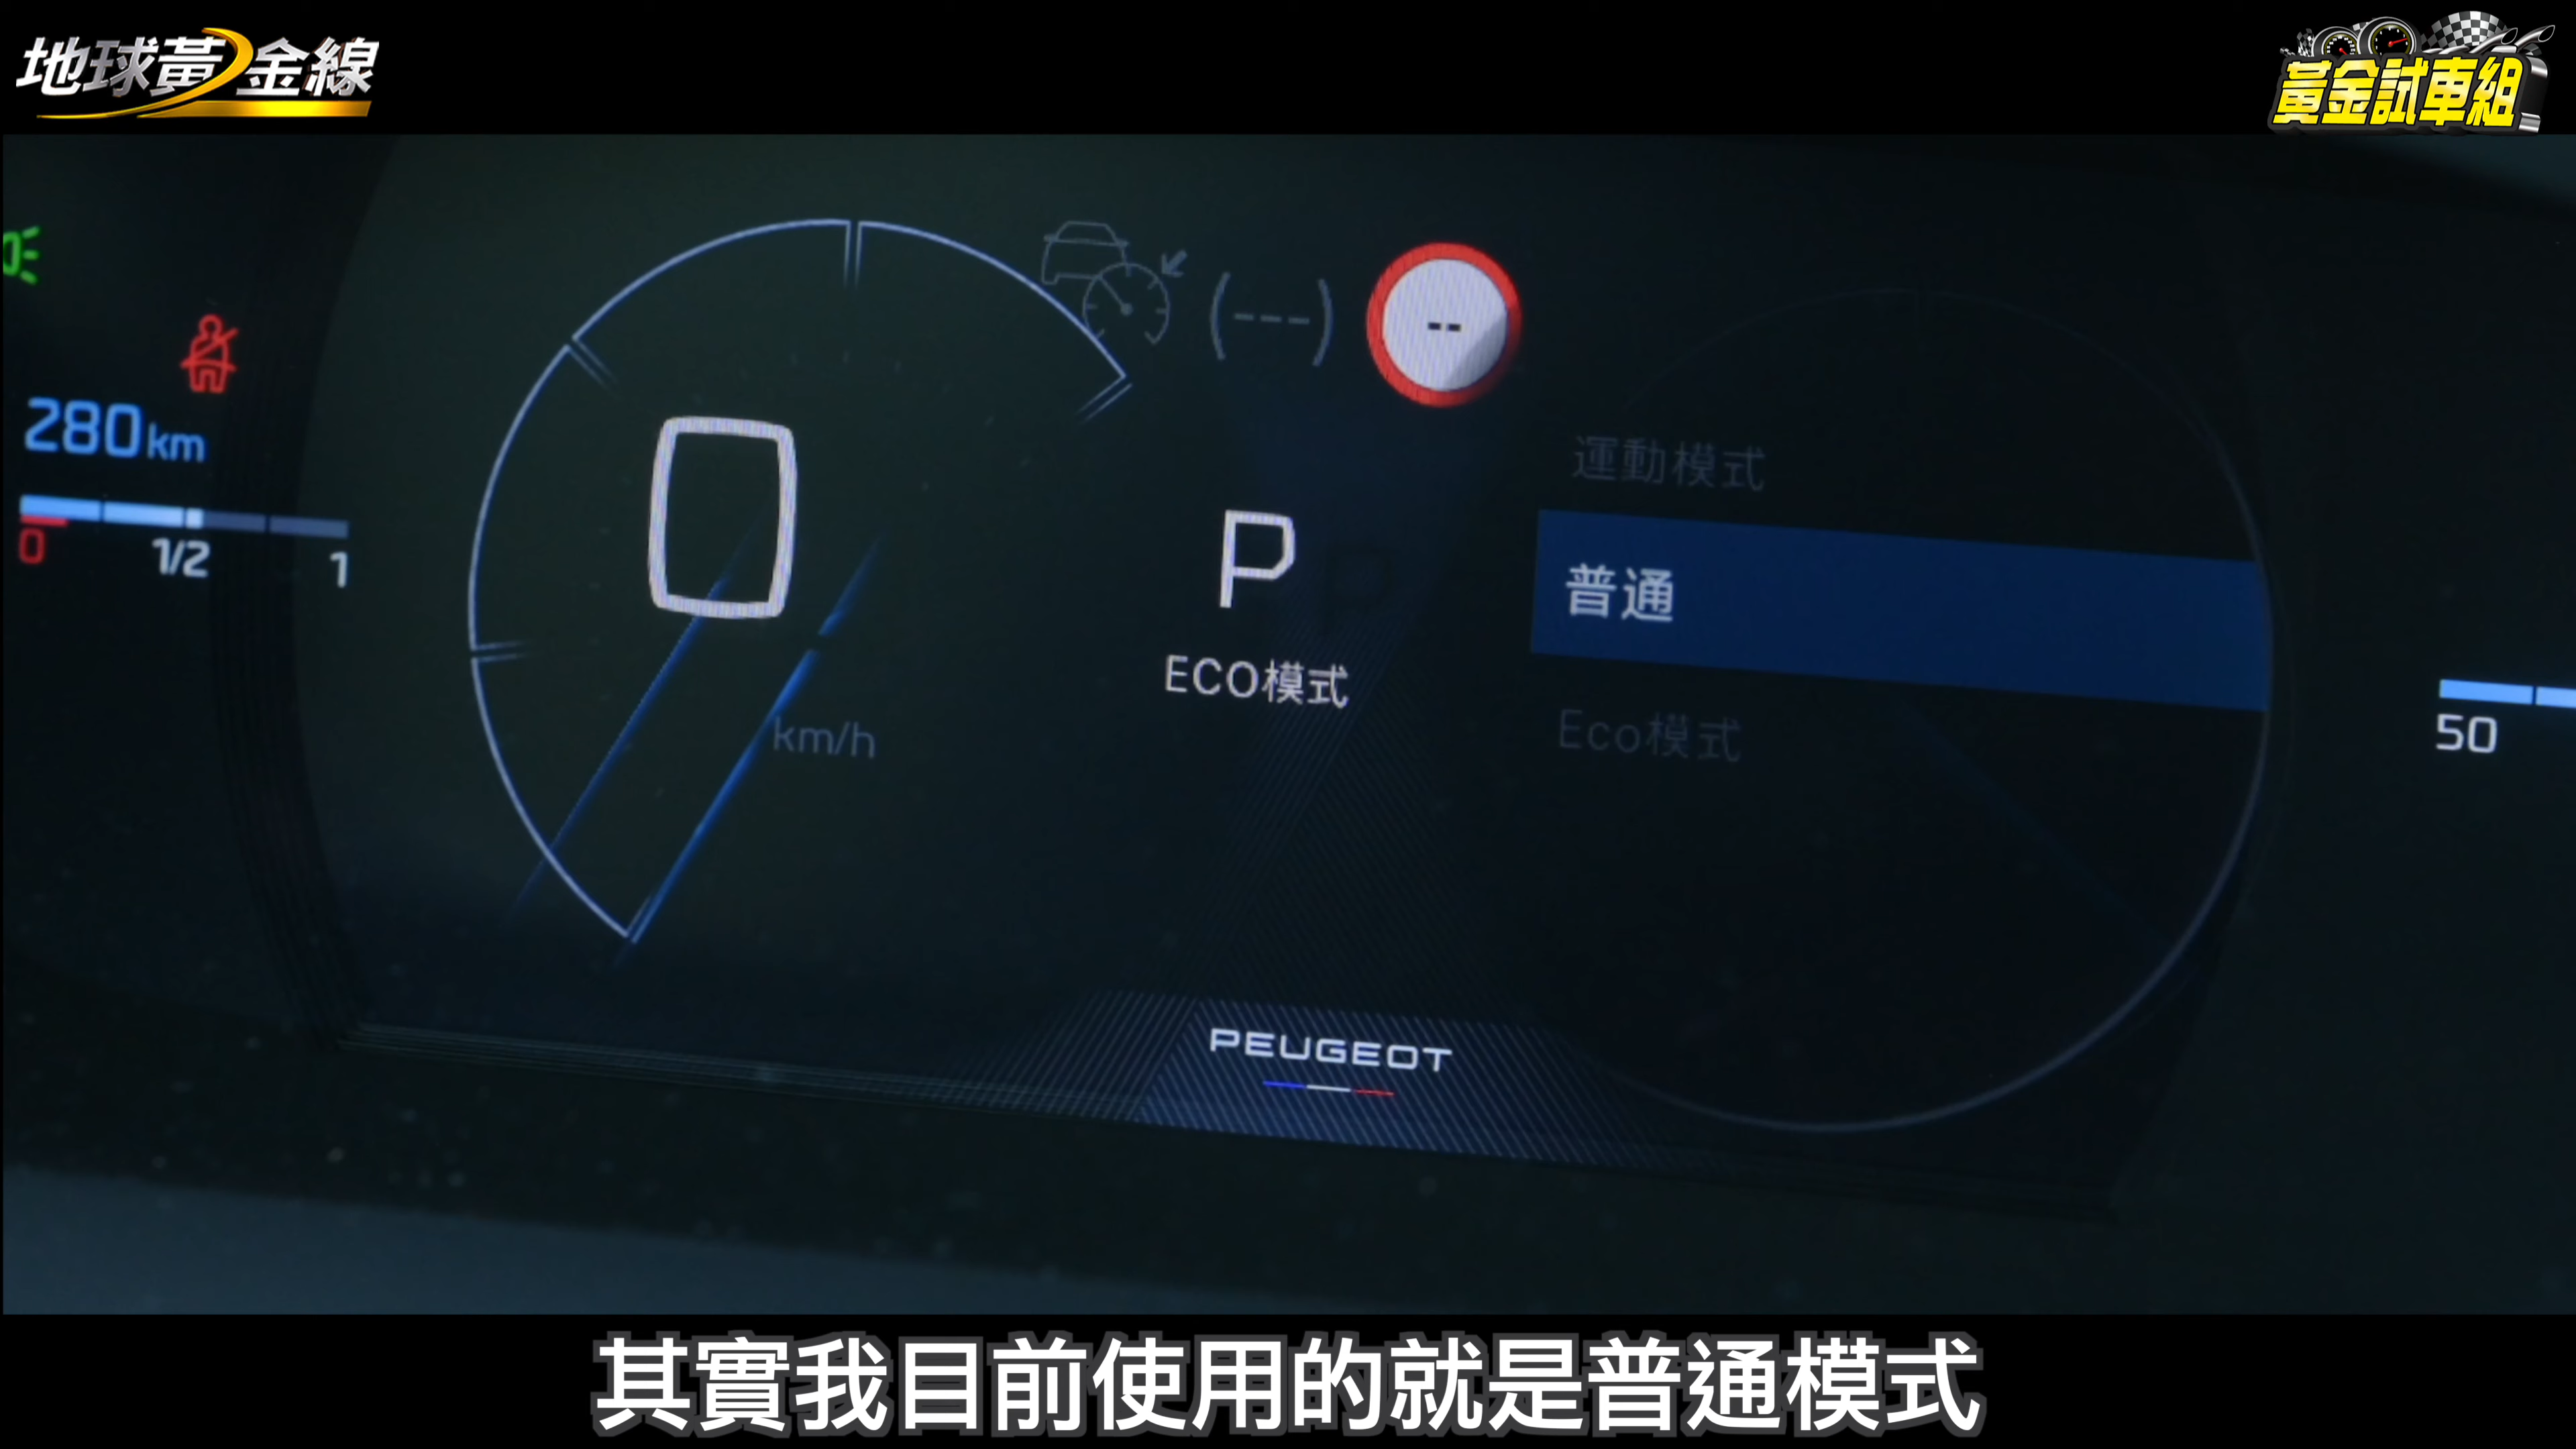 地球黃金線
黃金試車組
280km
0 1/2 1
0
km/h
(---)
--
P
ECO模式
運動模式
普通
Eco模式
50
PEUGEOT
其實我目前使用的就是普通模式